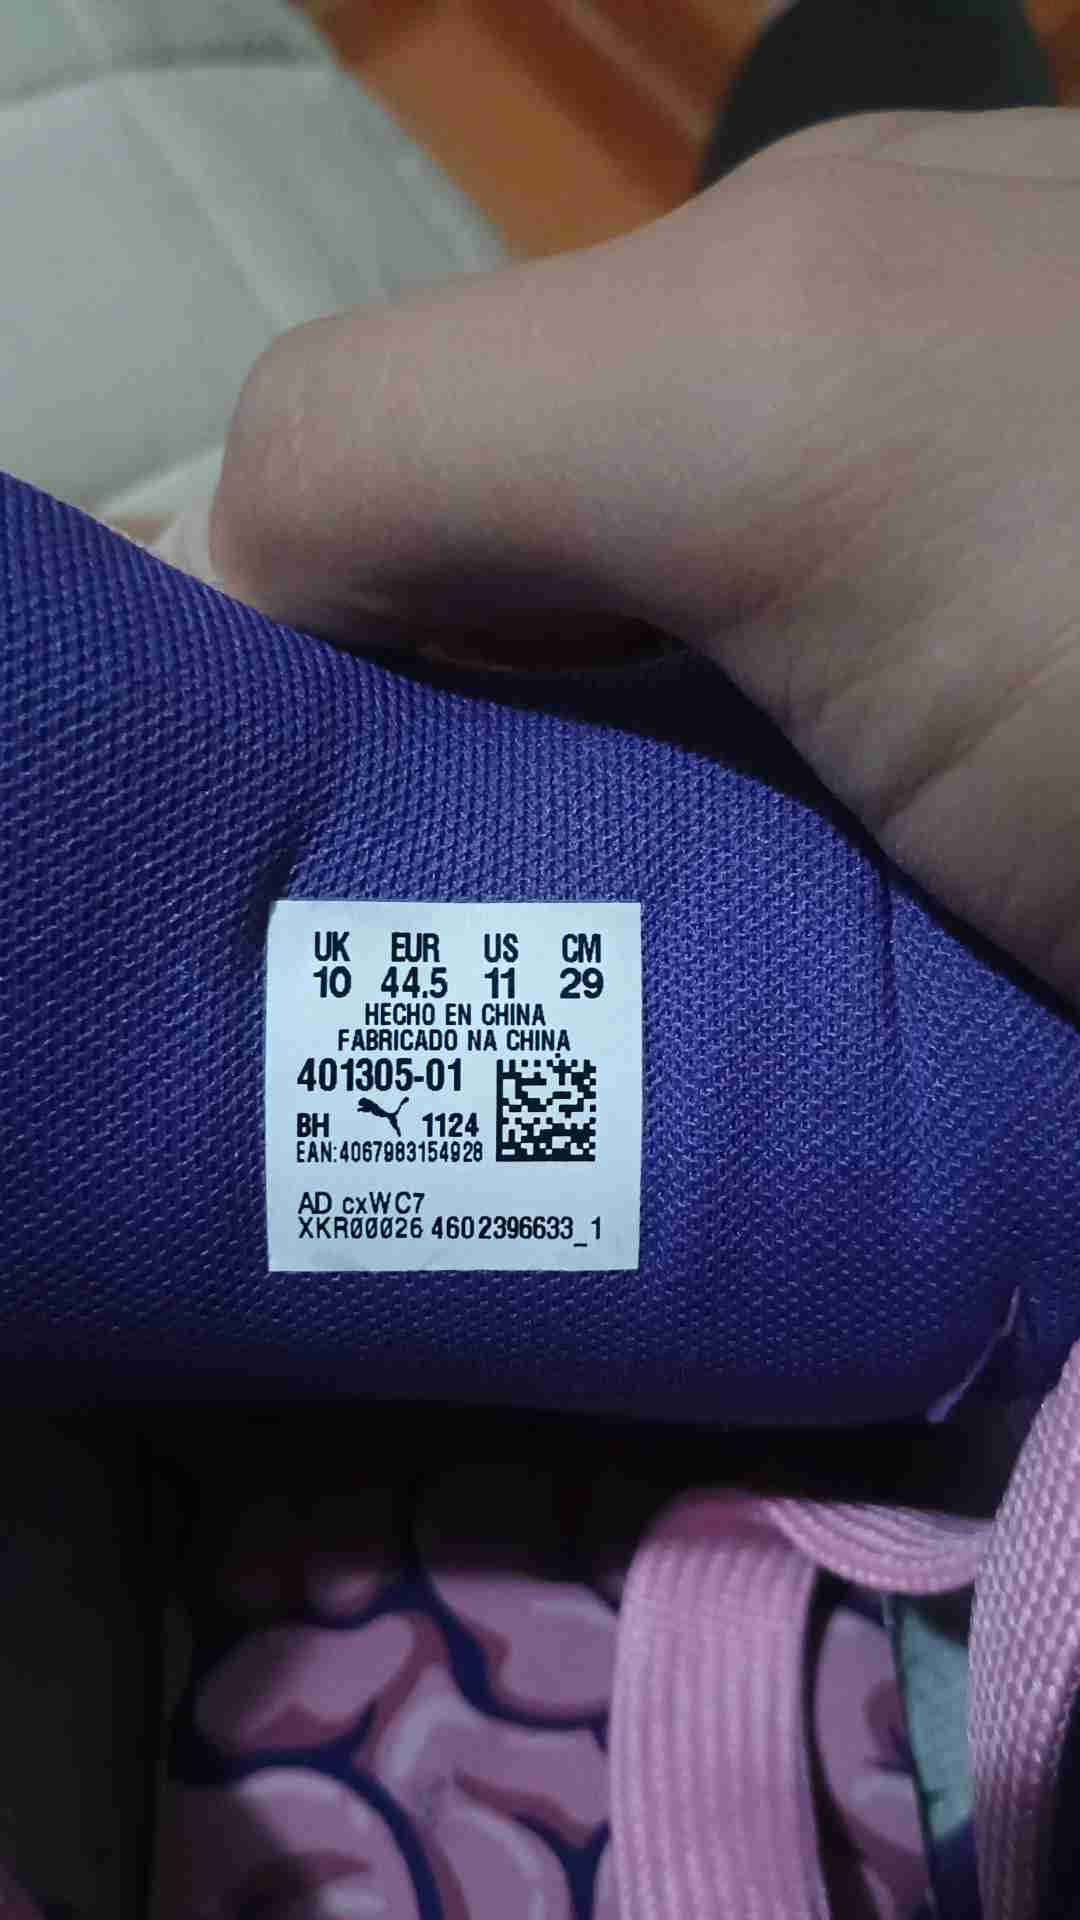 UK EUR US CM
10 44.5 11 29
HECHO EN CHINA
FABRICADO NA CHINA
401305-01
BH 1124
EAN:4067983154928
AD cxWC7
XKR00026 4602396633_1